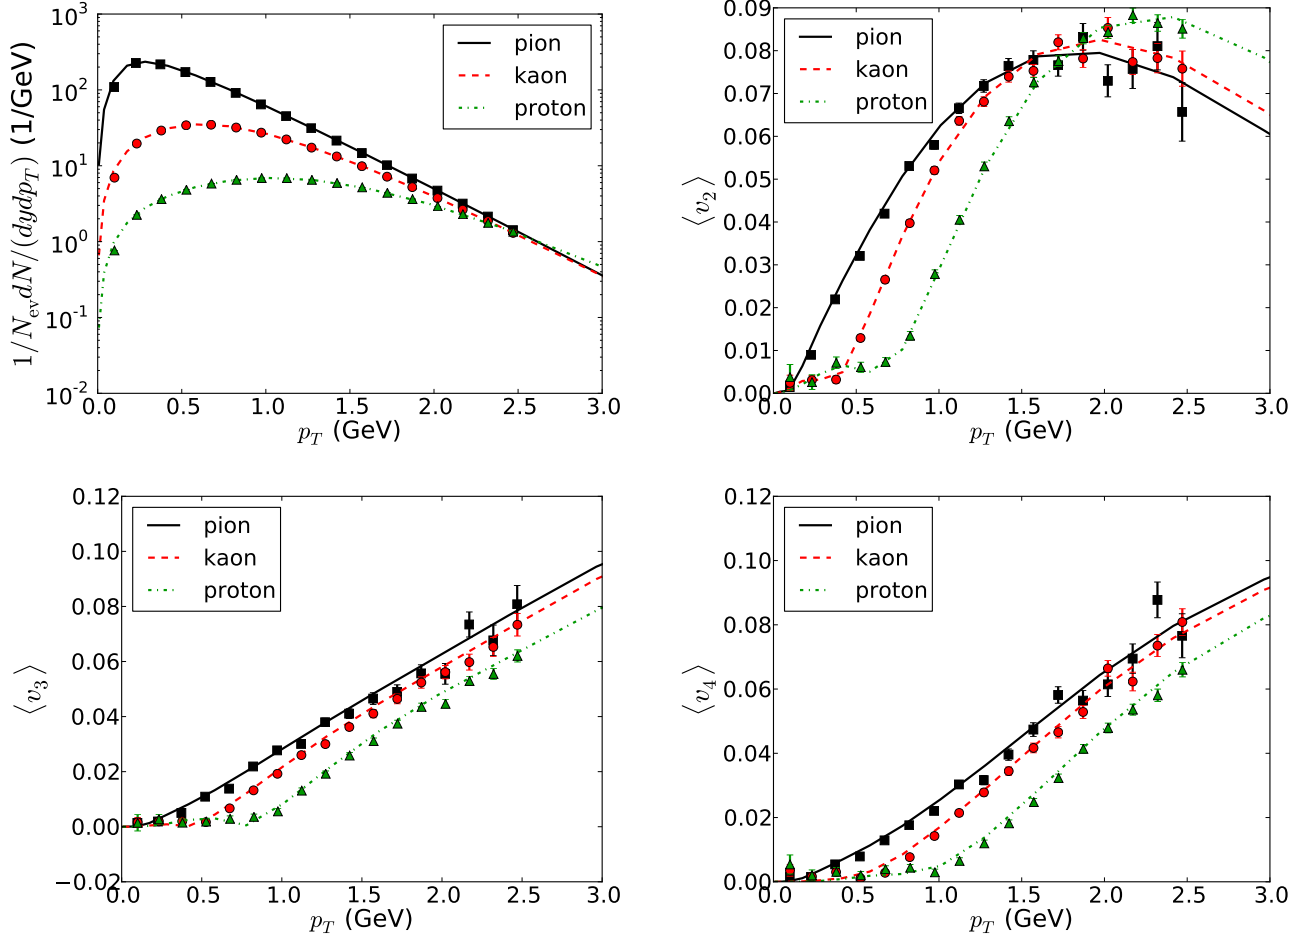 1/N_ev dN/(dydp_T) (1/GeV)
10^3
10^2
10^1
10^0
10^-1
10^-2
pion
kaon
proton
0.0 0.5 1.0 1.5 2.0 2.5 3.0
p_T (GeV)
⟨v_2⟩
0.09
0.08
0.07
0.06
0.05
0.04
0.03
0.02
0.01
0.00
pion
kaon
proton
0.0 0.5 1.0 1.5 2.0 2.5 3.0
p_T (GeV)
⟨v_3⟩
0.12
0.10
0.08
0.06
0.04
0.02
0.00
−0.02
pion
kaon
proton
0.0 0.5 1.0 1.5 2.0 2.5 3.0
p_T (GeV)
⟨v_4⟩
0.12
0.10
0.08
0.06
0.04
0.02
0.00
pion
kaon
proton
0.0 0.5 1.0 1.5 2.0 2.5 3.0
p_T (GeV)